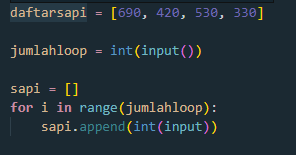 daftarsapi = [690, 420, 530, 330]
jumlahloop = int(input())
sapi = []
for i in range(jumlahloop):
    sapi.append(int(input))